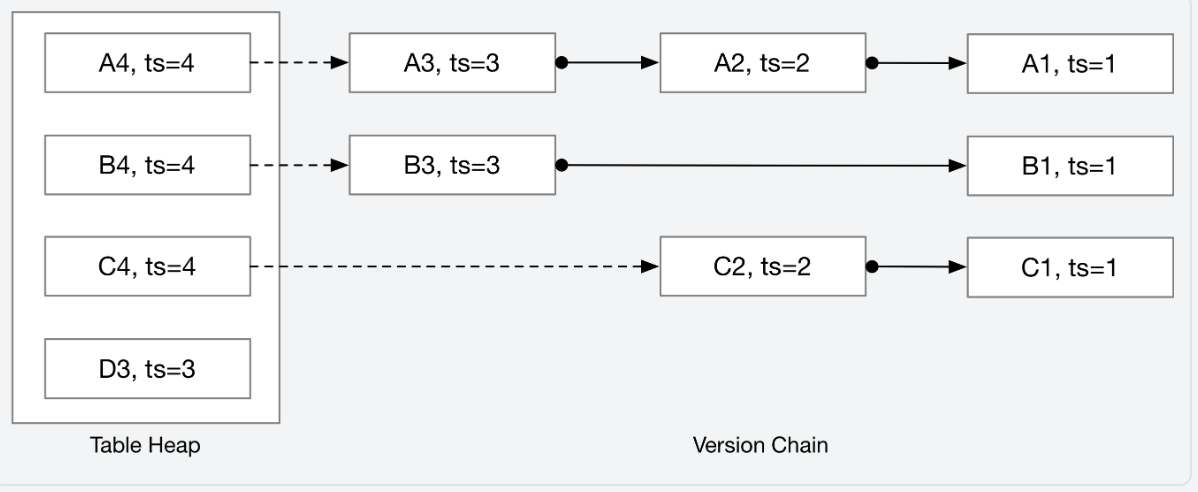 A4, ts=4 A3, ts=3 A2, ts=2 A1, ts=1
B4, ts=4 B3, ts=3 B1, ts=1
C4, ts=4 C2, ts=2 C1, ts=1
D3, ts=3
Table Heap Version Chain